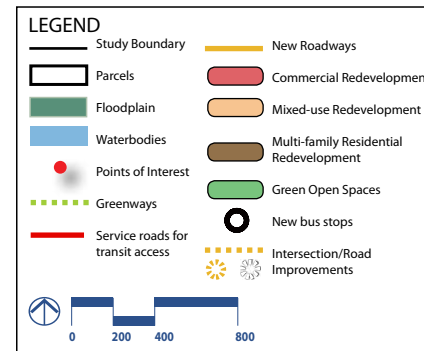 LEGEND
Study Boundary
Parcels
Floodplain
Waterbodies
Points of Interest
Greenways
Service roads for
transit access
New Roadways
Commercial Redevelopmen
Mixed-use Redevelopment
Multi-family Residential
Redevelopment
Green Open Spaces
New bus stops
Intersection/Road
Improvements
0 200 400 800